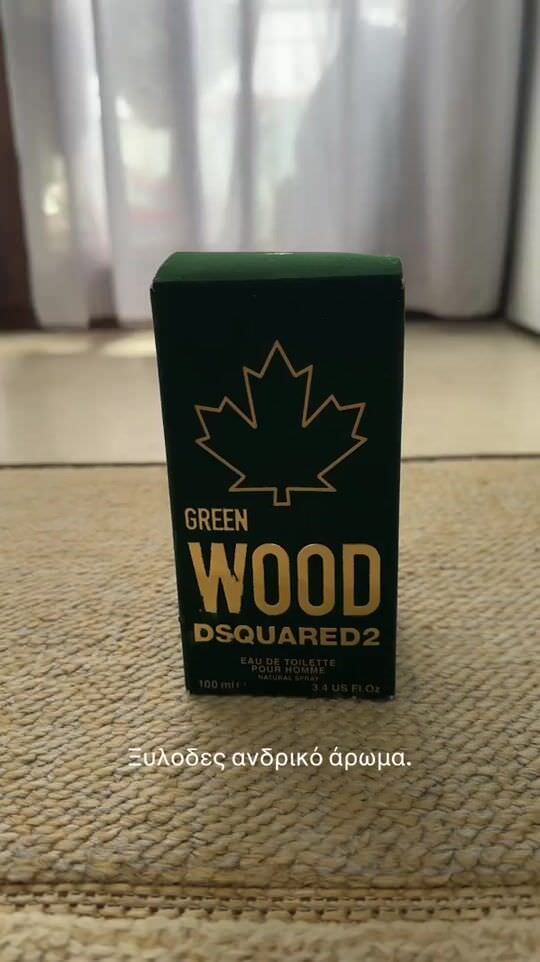 GREEN
WOOD
DSQUARED2
EAU DE TOILETTE
POUR HOMME
NATURAL SPRAY
100 ml 3.4 US Fl.Oz
Ξυλοδες ανδρικό άρωμα.